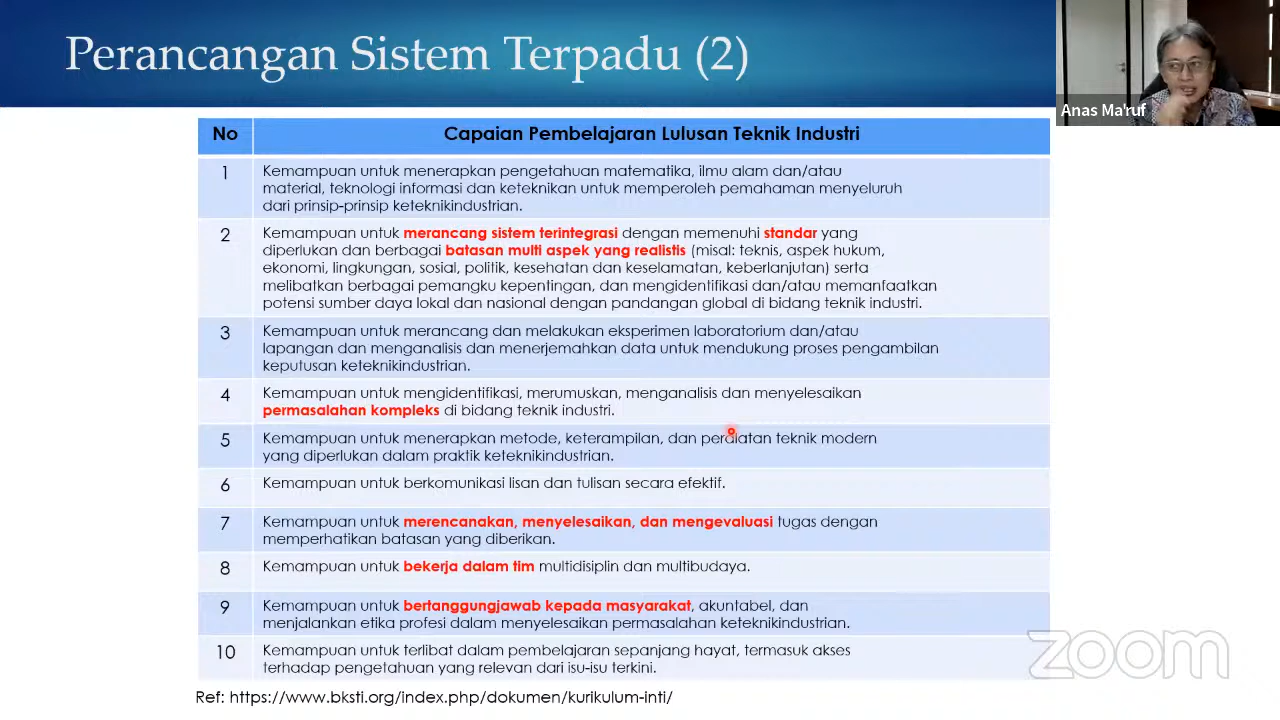 Perancangan Sistem Terpadu (2)
Anas Ma'ruf
No Capaian Pembelajaran Lulusan Teknik Industri
1 Kemampuan untuk menerapkan pengetahuan matematika, ilmu alam dan/atau
material, teknologi informasi dan keteknikan untuk memperoleh pemahaman menyeluruh
dari prinsip-prinsip keteknikindustrian.
2 Kemampuan untuk merancang sistem terintegrasi dengan memenuhi standar yang
diperlukan dan berbagai batasan multi aspek yang realistis (misal: teknis, aspek hukum,
ekonomi, lingkungan, sosial, politik, kesehatan dan keselamatan, keberlanjutan) serta
melibatkan berbagai pemangku kepentingan, dan mengidentifikasi dan/atau memanfaatkan
potensi sumber daya lokal dan nasional dengan pandangan global di bidang teknik industri.
3 Kemampuan untuk merancang dan melakukan eksperimen laboratorium dan/atau
lapangan dan menganalisis dan menerjemahkan data untuk mendukung proses pengambilan
keputusan keteknikindustrian.
4 Kemampuan untuk mengidentifikasi, merumuskan, menganalisis dan menyelesaikan
permasalahan kompleks di bidang teknik industri.
5 Kemampuan untuk menerapkan metode, keterampilan, dan peralatan teknik modern
yang diperlukan dalam praktik keteknikindustrian.
6 Kemampuan untuk berkomunikasi lisan dan tulisan secara efektif.
7 Kemampuan untuk merencanakan, menyelesaikan, dan mengevaluasi tugas dengan
memperhatikan batasan yang diberikan.
8 Kemampuan untuk bekerja dalam tim multidisiplin dan multibudaya.
9 Kemampuan untuk bertanggungjawab kepada masyarakat, akuntabel, dan
menjalankan etika profesi dalam menyelesaikan permasalahan keteknikindustrian.
10 Kemampuan untuk terlibat dalam pembelajaran sepanjang hayat, termasuk akses
terhadap pengetahuan yang relevan dari isu-isu terkini.
zoom
Ref: https://www.bksti.org/index.php/dokumen/kurikulum-inti/